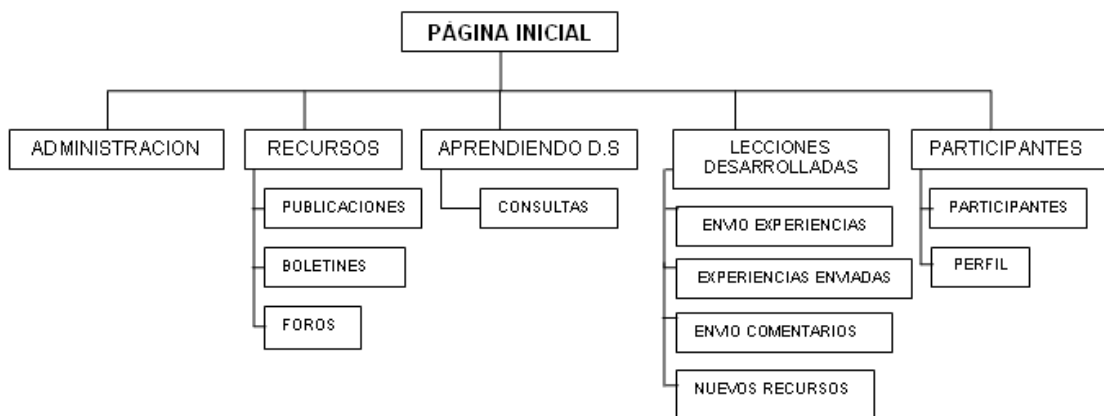 PÁGINA INICIAL
ADMINISTRACION
RECURSOS
APRENDIENDO D.S
LECCIONES
DESARROLLADAS
PARTICIPANTES
PUBLICACIONES
BOLETINES
FOROS
CONSULTAS
ENVIO EXPERIENCIAS
EXPERIENCIAS ENVIADAS
ENVIO COMENTARIOS
NUEVOS RECURSOS
PARTICIPANTES
PERFIL